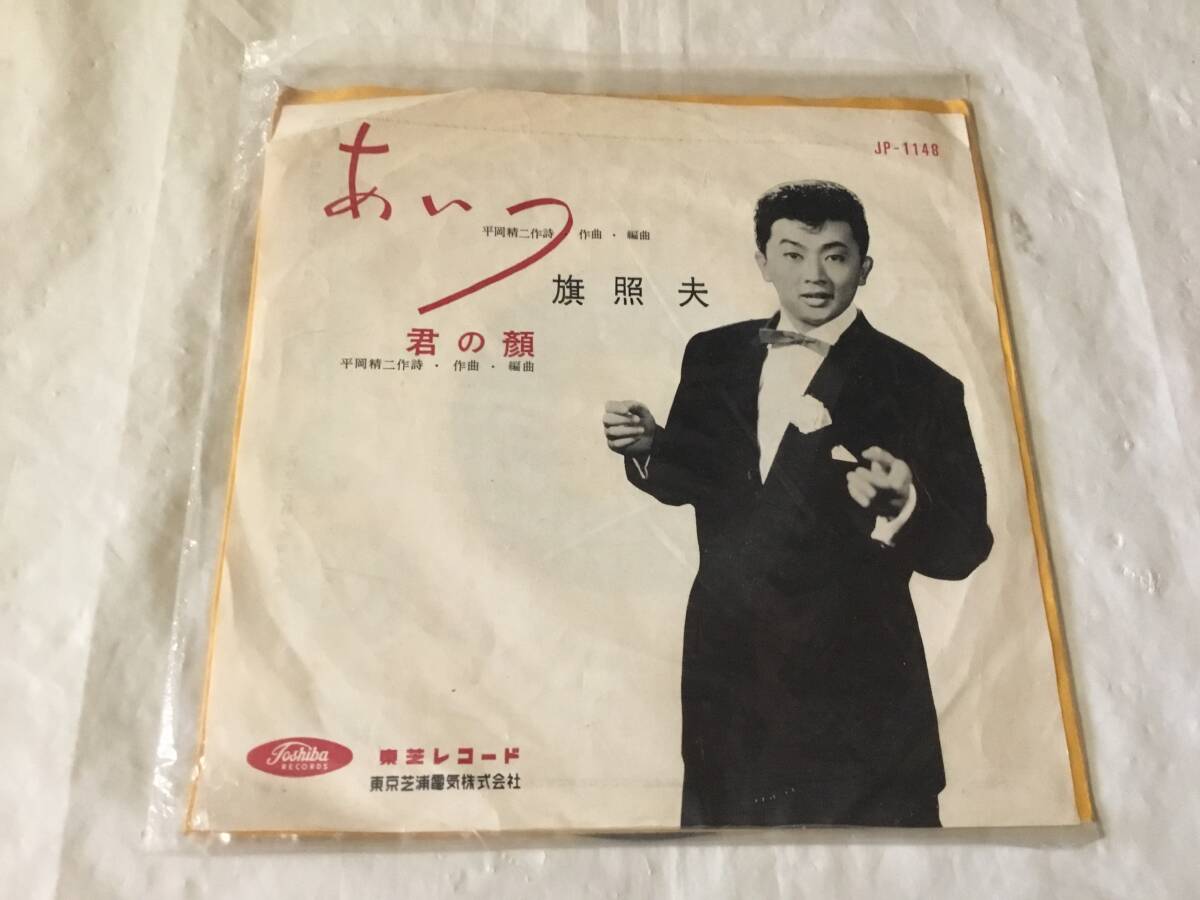 JP-1148
あいつ
平岡精二作詩・作曲・編曲
旗照夫
君の顔
平岡精二作詩・作曲・編曲
Toshiba
RECORDS
東芝レコード
東京芝浦電気株式会社